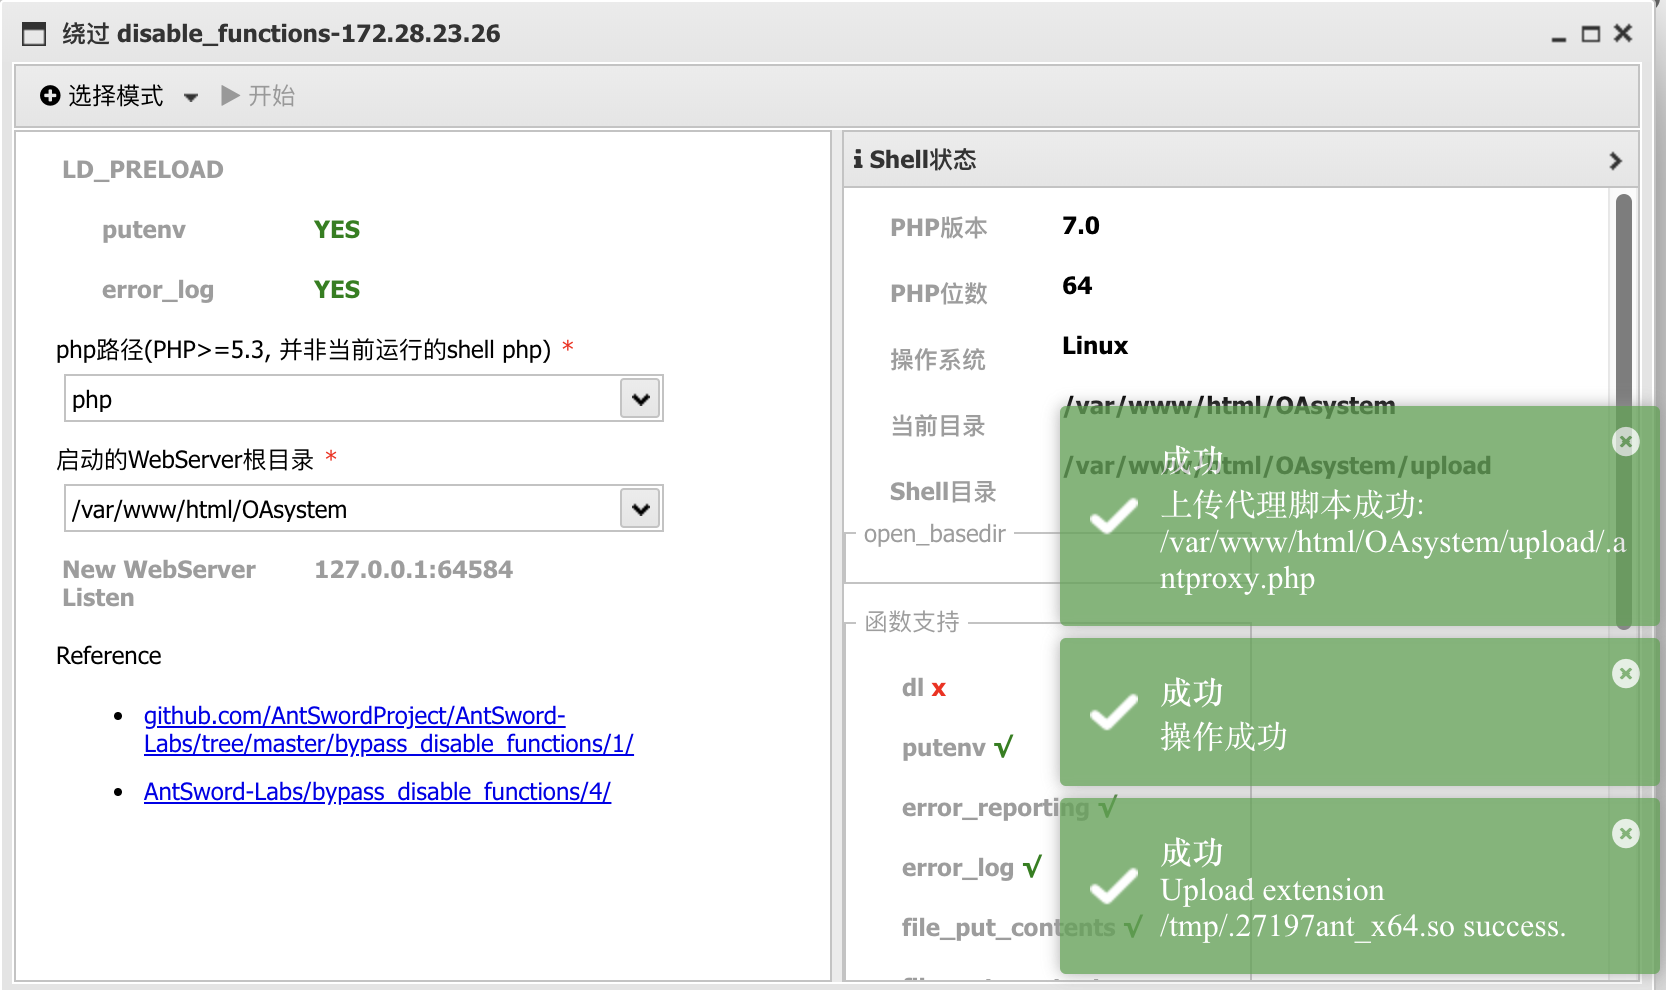 绕过 disable_functions-172.28.23.26
选择模式
开始
LD_PRELOAD
putenv YES
error_log YES
php路径(PHP>=5.3, 并非当前运行的shell php) *
php
启动的WebServer根目录 *
/var/www/html/OAsystem
New WebServer Listen 127.0.0.1:64584
Reference
github.com/AntSwordProject/AntSword-
Labs/tree/master/bypass_disable_functions/1/
AntSword-Labs/bypass_disable_functions/4/
Shell状态
PHP版本 7.0
PHP位数 64
操作系统 Linux
当前目录 /var/www/html/OAsystem
Shell目录 /var/www/html/OAsystem/upload
open_basedir
函数支持
dl x
putenv √
error_reporting √
error_log √
file_put_contents √
成功
上传代理脚本成功:
/var/www/html/OAsystem/upload/.a
ntproxy.php
成功
操作成功
成功
Upload extension
/tmp/.27197ant_x64.so success.